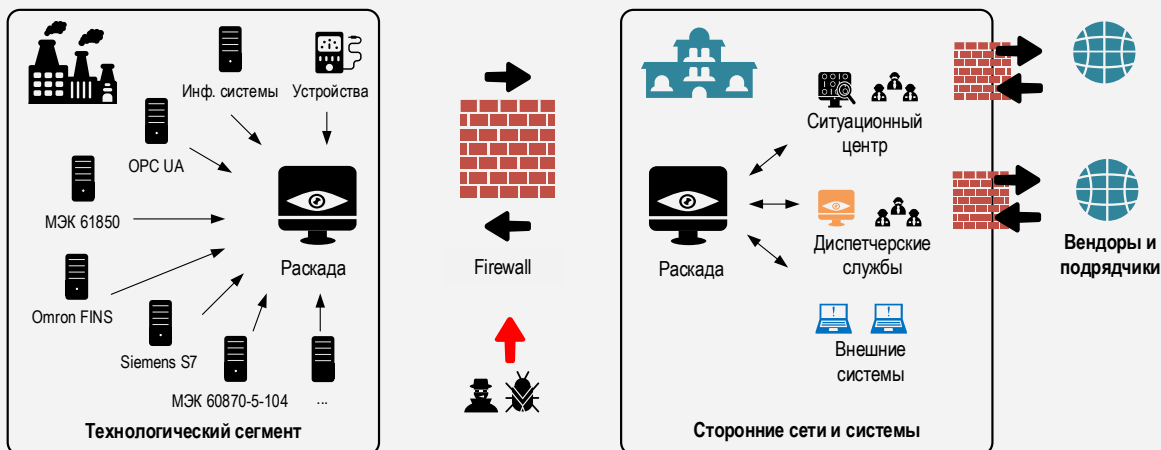 Инф. системы
Устройства
OPC UA
МЭК 61850
Раскада
Omron FINS
Siemens S7
МЭК 60870-5-104
...
Технологический сегмент
Firewall
Ситуационный
центр
Раскада
Диспетчерские
службы
Внешние
системы
Сторонние сети и системы
Вендоры и
подрядчики